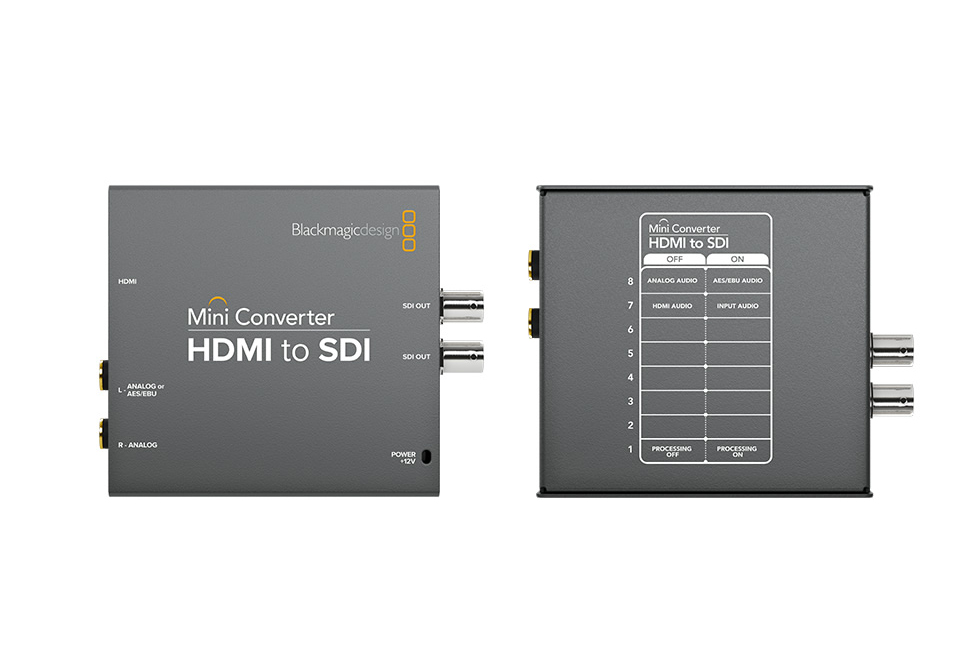 Blackmagicdesign
HDMI
SDI OUT
Mini Converter
HDMI to SDI
SDI OUT
L - ANALOG or
AES/EBU
R - ANALOG
POWER
+12V
Mini Converter
HDMI to SDI
OFF ON
8 ANALOG AUDIO AES/EBU AUDIO
7 HDMI AUDIO INPUT AUDIO
6
5
4
3
2
1 PROCESSING OFF PROCESSING ON